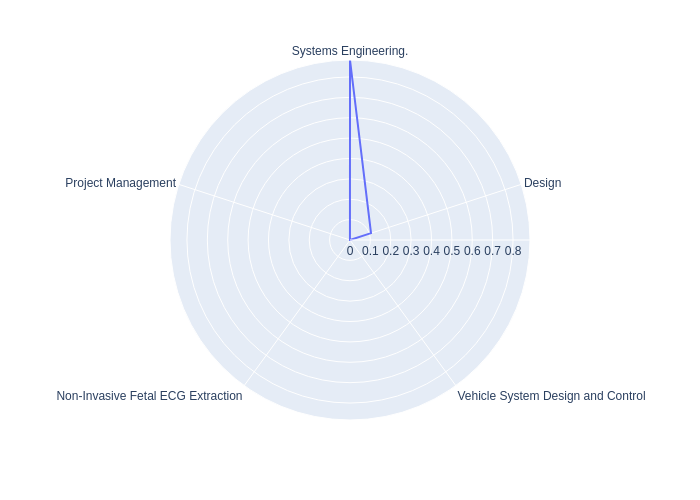 Systems Engineering.
Project Management
Design
0 0.1 0.2 0.3 0.4 0.5 0.6 0.7 0.8
Non-Invasive Fetal ECG Extraction
Vehicle System Design and Control